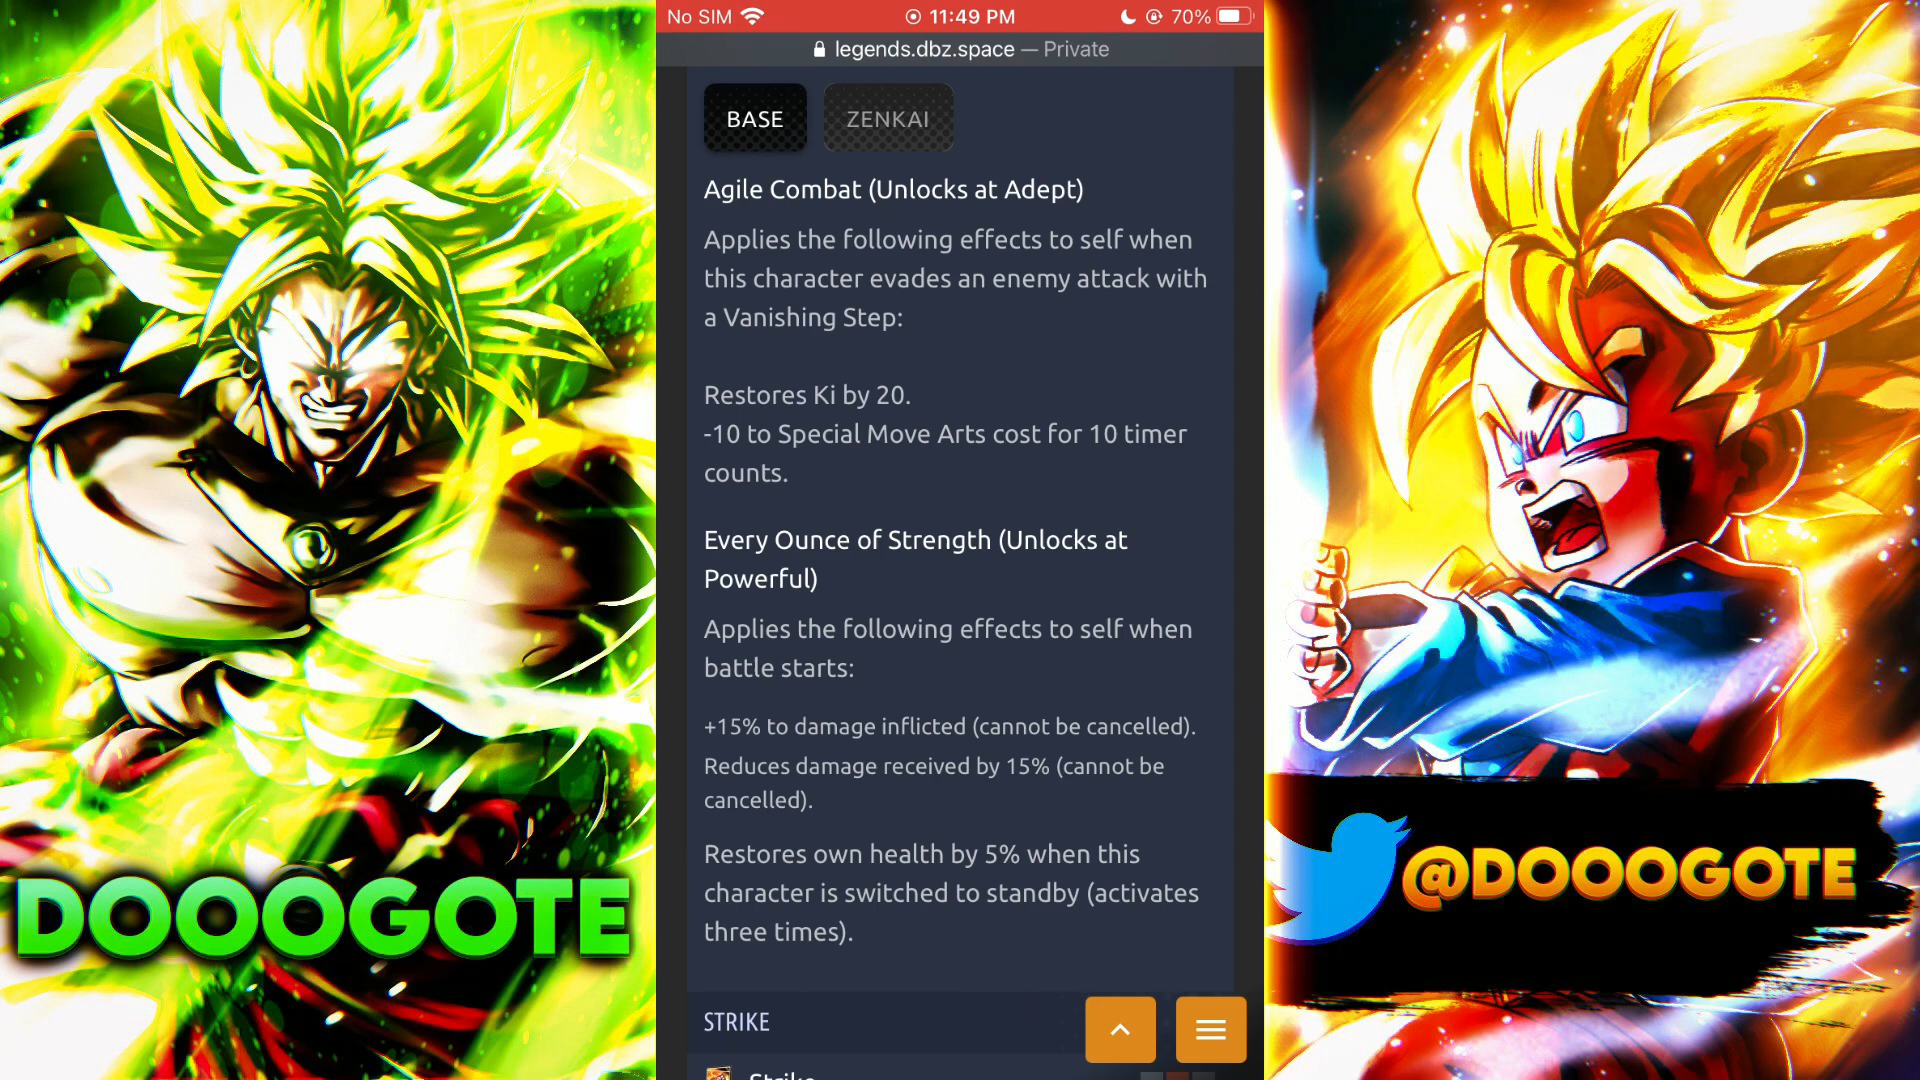 No SIM 11:49 PM 70%
legends.dbz.space — Private
BASE ZENKAI
Agile Combat (Unlocks at Adept)
Applies the following effects to self when
this character evades an enemy attack with
a Vanishing Step:
Restores Ki by 20.
-10 to Special Move Arts cost for 10 timer
counts.
Every Ounce of Strength (Unlocks at
Powerful)
Applies the following effects to self when
battle starts:
+15% to damage inflicted (cannot be cancelled).
Reduces damage received by 15% (cannot be
cancelled).
Restores own health by 5% when this
character is switched to standby (activates
three times).
STRIKE
Strike
DOOOGOTE
@DOOOGOTE